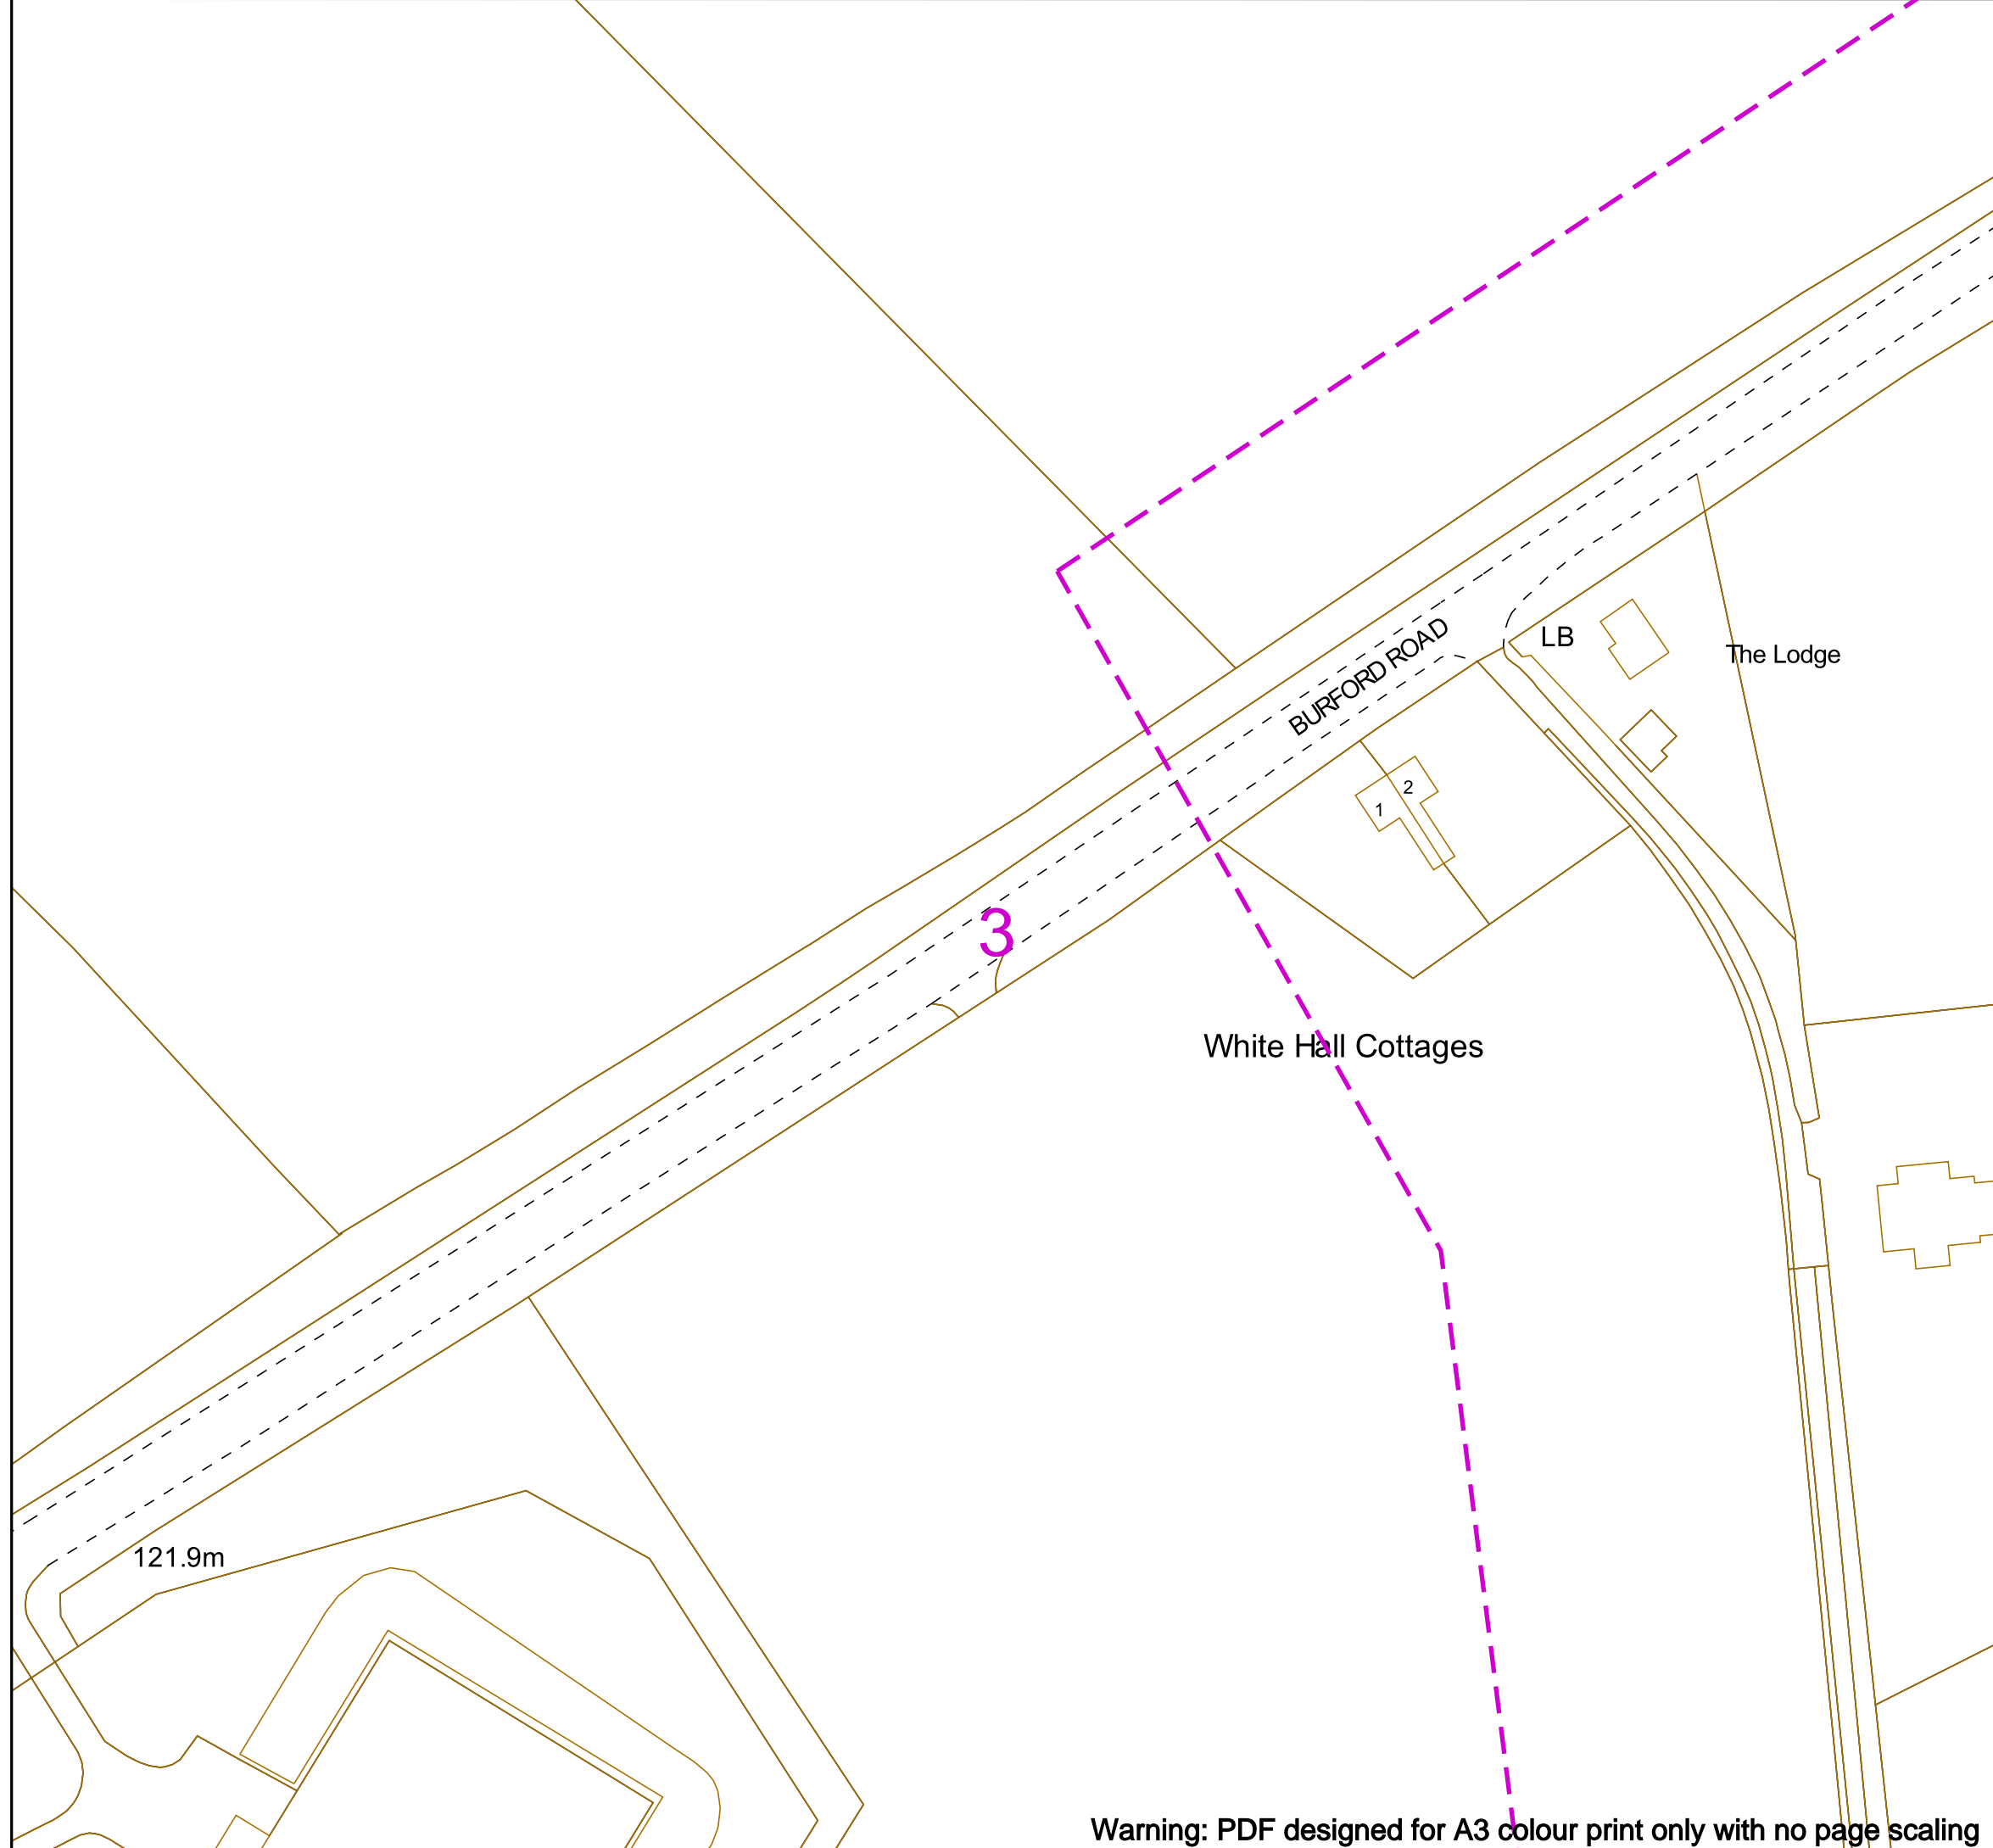 BURFORD ROAD
LB
The Lodge
2
1
3
White Hall Cottages
121.9m
Warning: PDF designed for A3 colour print only with no page scaling